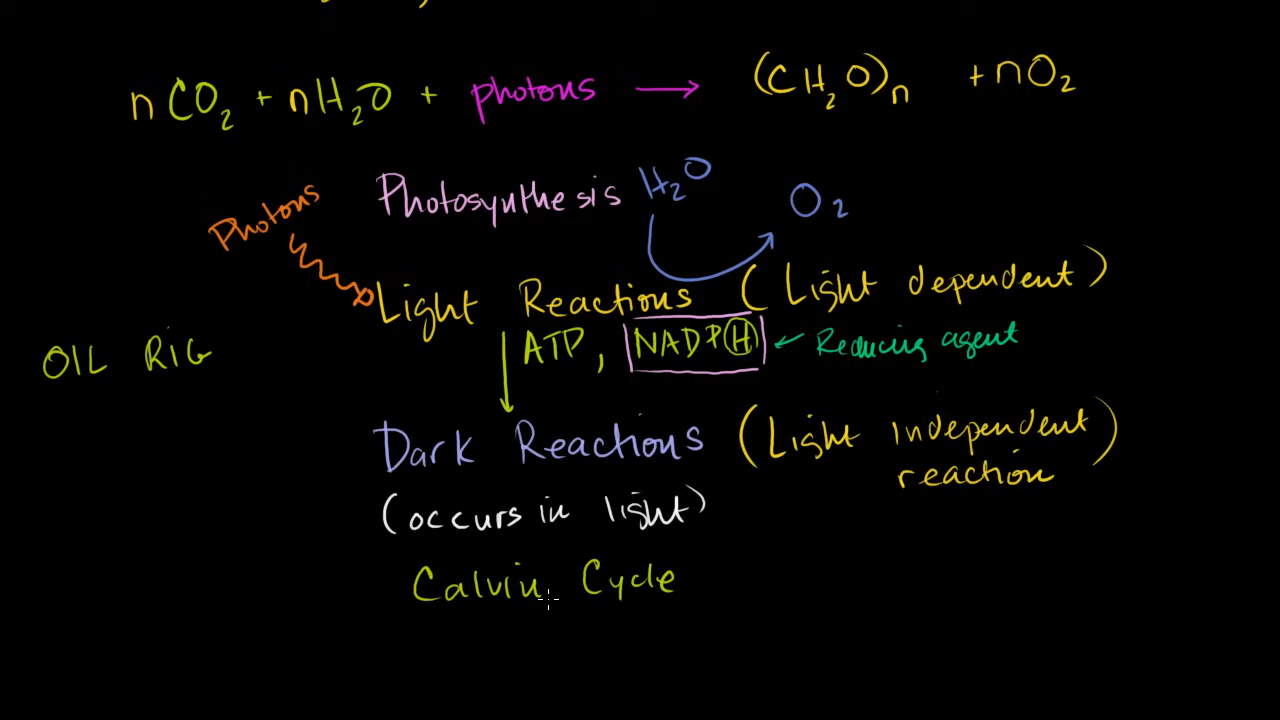 nCO₂ + nH₂O + photons → (CH₂O)n + nO₂
Photosynthesis H₂O O₂
Photons
Light Reactions (Light dependent)
ATP, NADPH Reducing agent
OIL RIG
Dark Reactions (Light independent
reaction)
(occurs in light)
Calvin Cycle